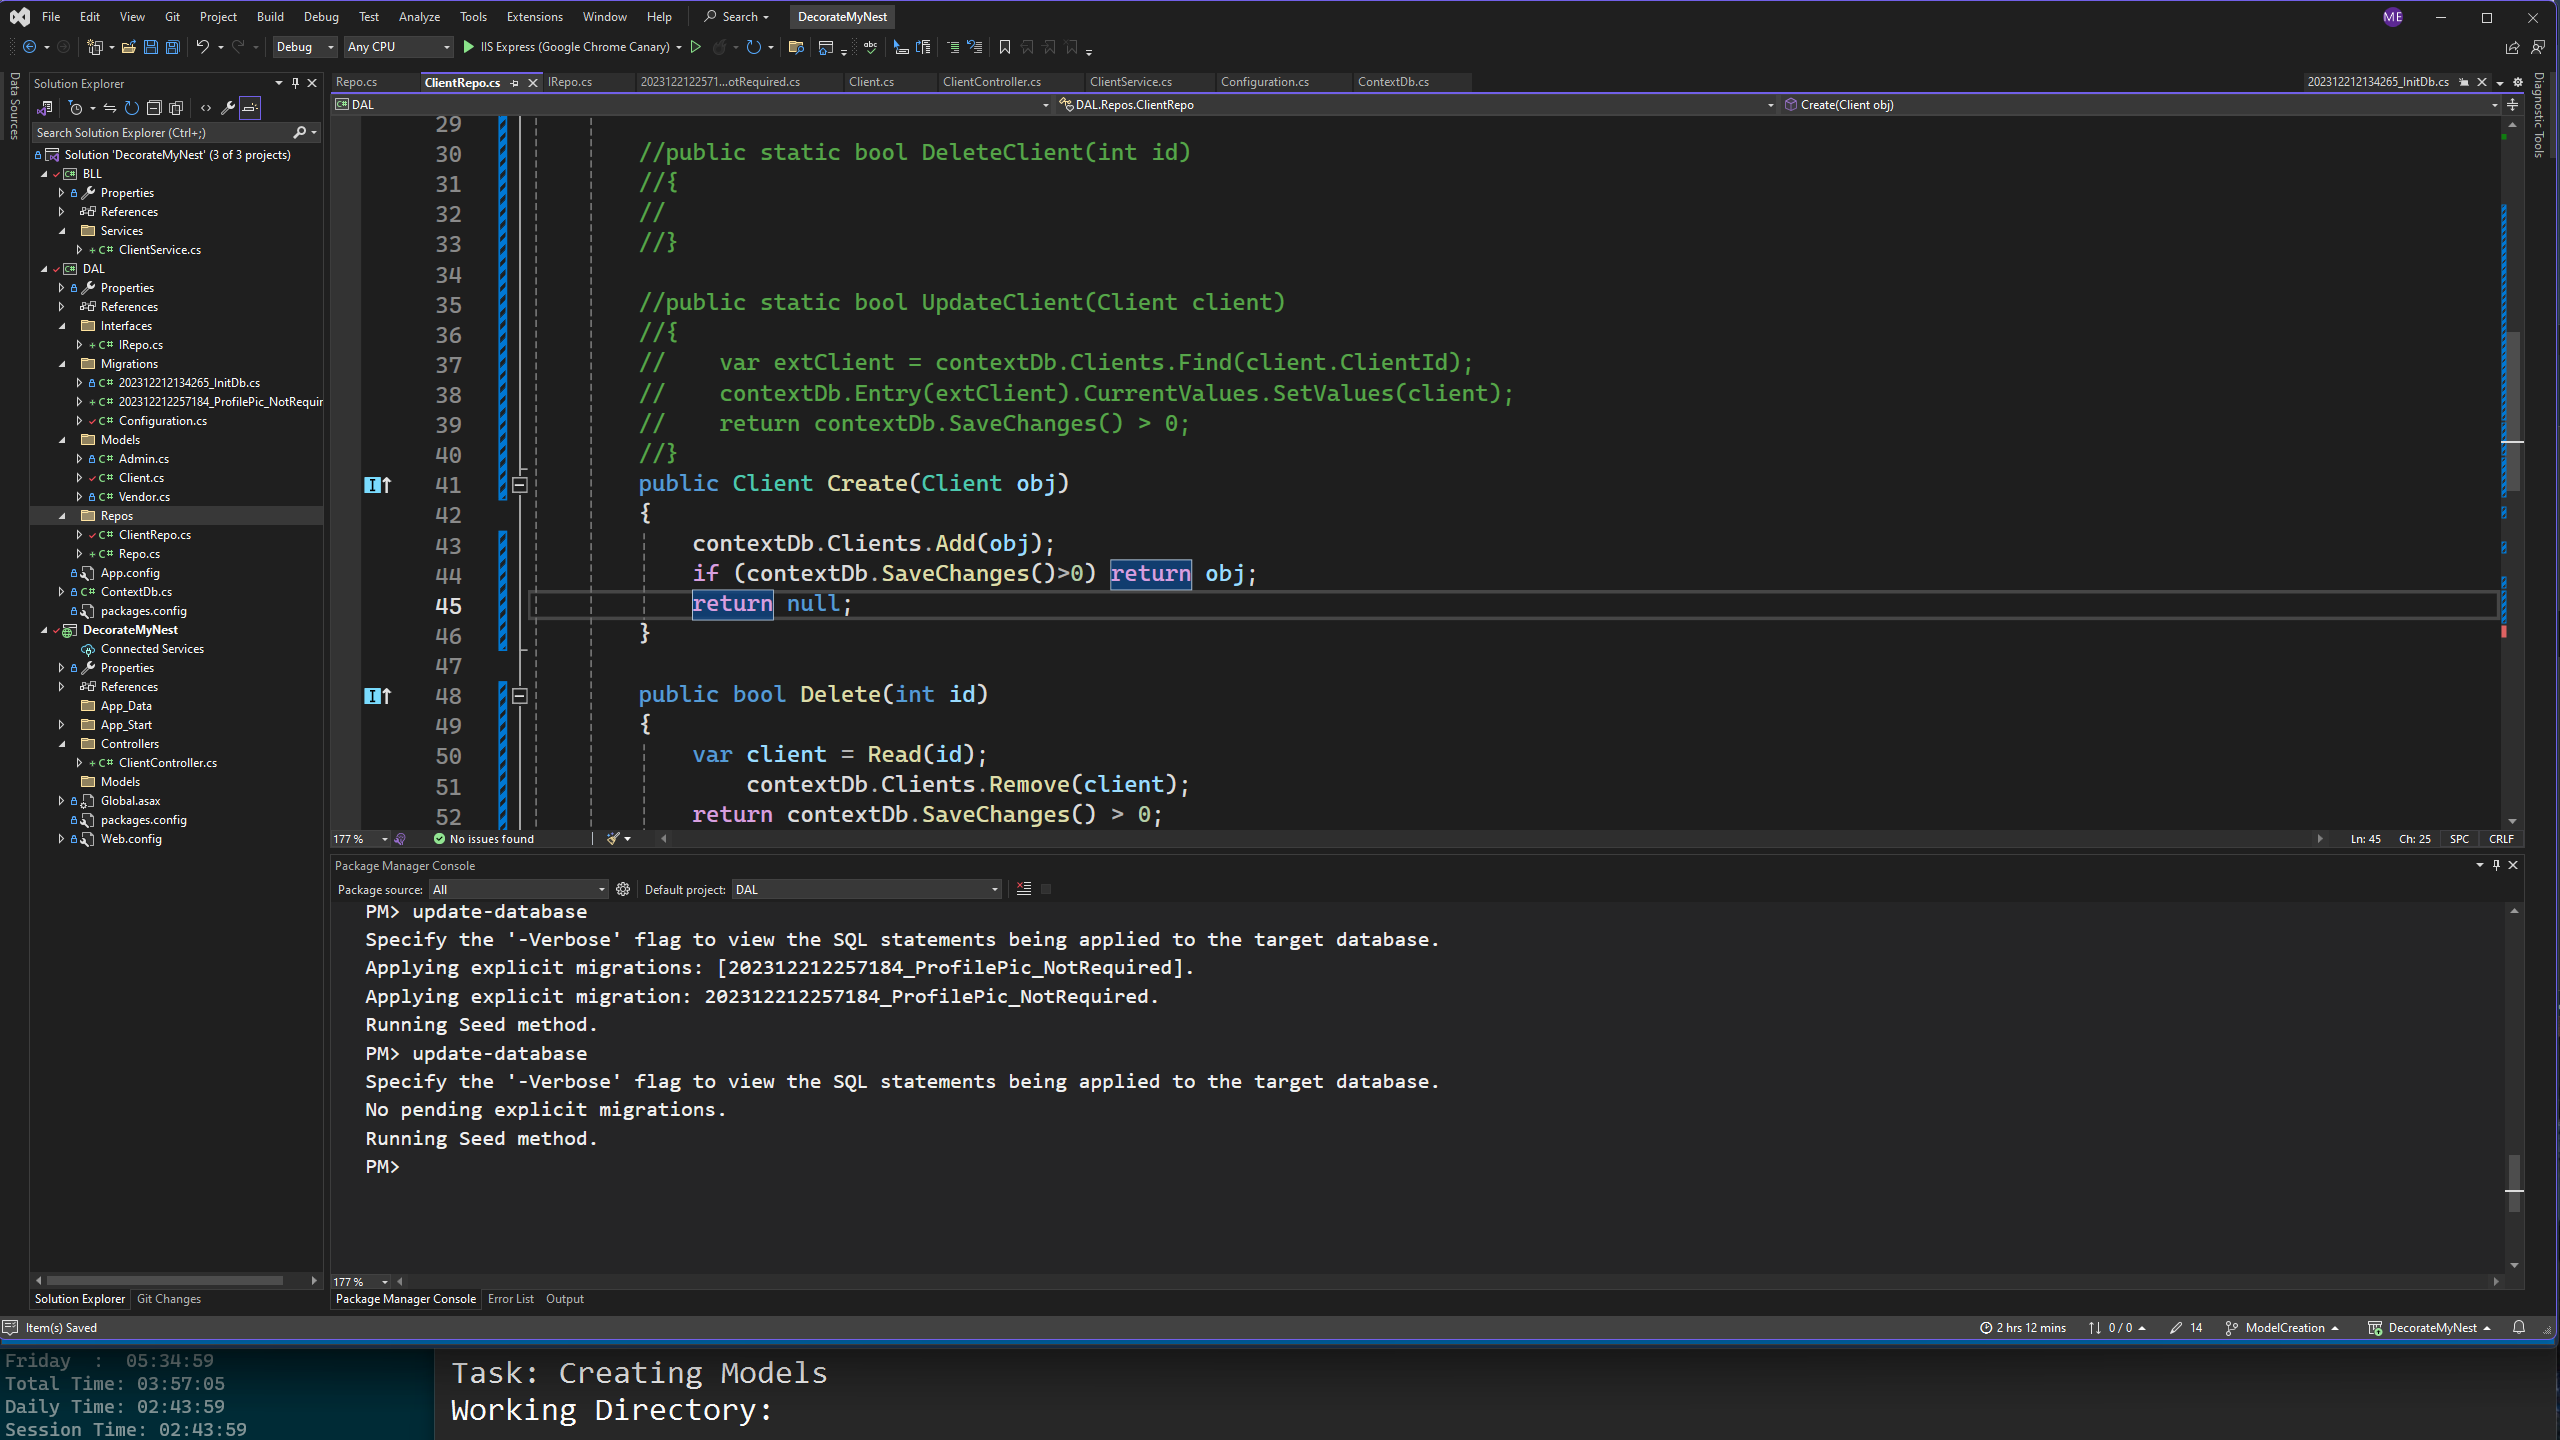 File Edit View Git Project Build Debug Test Analyze Tools Extensions Window Help Search DecorateMyNest ME
Debug Any CPU IIS Express (Google Chrome Canary)
Data Sources
Solution Explorer
Search Solution Explorer (Ctrl+;)
Solution 'DecorateMyNest' (3 of 3 projects)
BLL
Properties
References
Services
C# ClientService.cs
DAL
Properties
References
Interfaces
C# IRepo.cs
Migrations
C# 202312212134265_InitDb.cs
C# 202312212257184_ProfilePic_NotRequir
C# Configuration.cs
Models
C# Admin.cs
C# Client.cs
C# Vendor.cs
Repos
C# ClientRepo.cs
C# Repo.cs
App.config
C# ContextDb.cs
packages.config
DecorateMyNest
Connected Services
Properties
References
App_Data
App_Start
Controllers
C# ClientController.cs
Models
Global.asax
packages.config
Web.config
Solution Explorer Git Changes
Repo.cs ClientRepo.cs IRepo.cs 2023122122571...otRequired.cs Client.cs ClientController.cs ClientService.cs Configuration.cs ContextDb.cs 202312212134265_InitDb.cs
DAL DAL.Repos.ClientRepo Create(Client obj)
Diagnostic Tools
29
30 //public static bool DeleteClient(int id)
31 //{
32 //
33 //}
34
35 //public static bool UpdateClient(Client client)
36 //{
37 // var extClient = contextDb.Clients.Find(client.ClientId);
38 // contextDb.Entry(extClient).CurrentValues.SetValues(client);
39 // return contextDb.SaveChanges() > 0;
40 //}
41 public Client Create(Client obj)
42 {
43 contextDb.Clients.Add(obj);
44 if (contextDb.SaveChanges()>0) return obj;
45 return null;
46 }
47
48 public bool Delete(int id)
49 {
50 var client = Read(id);
51 contextDb.Clients.Remove(client);
52 return contextDb.SaveChanges() > 0;
177 % No issues found Ln: 45 Ch: 25 SPC CRLF
Package Manager Console
Package source: All Default project: DAL
PM> update-database
Specify the '-Verbose' flag to view the SQL statements being applied to the target database.
Applying explicit migrations: [202312212257184_ProfilePic_NotRequired].
Applying explicit migration: 202312212257184_ProfilePic_NotRequired.
Running Seed method.
PM> update-database
Specify the '-Verbose' flag to view the SQL statements being applied to the target database.
No pending explicit migrations.
Running Seed method.
PM>
177 %
Package Manager Console Error List Output
Item(s) Saved 2 hrs 12 mins 0 / 0 14 ModelCreation DecorateMyNest
Friday : 05:34:59
Total Time: 03:57:05
Daily Time: 02:43:59
Session Time: 02:43:59
Task: Creating Models
Working Directory: